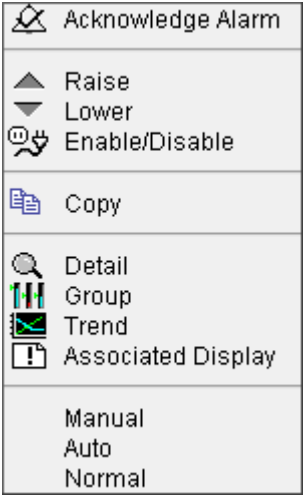 Acknowledge Alarm
Raise
Lower
Enable/Disable
Copy
Detail
Group
Trend
Associated Display
Manual
Auto
Normal